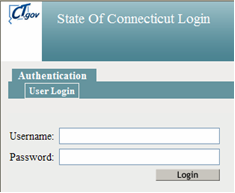 CT.gov
State Of Connecticut Login
Authentication
User Login
Username:
Password:
Login